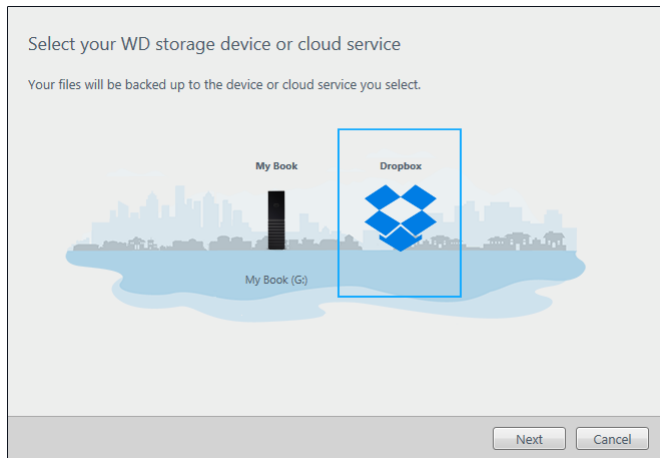 Select your WD storage device or cloud service
Your files will be backed up to the device or cloud service you select.
My Book
Dropbox
My Book (G:)
Next
Cancel